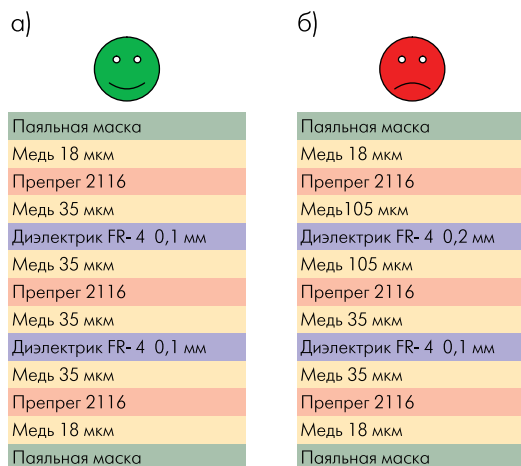 а)
Паяльная маска
Медь 18 мкм
Препрег 2116
Медь 35 мкм
Диэлектрик FR- 4 0,1 мм
Медь 35 мкм
Препрег 2116
Медь 35 мкм
Диэлектрик FR- 4 0,1 мм
Медь 35 мкм
Препрег 2116
Медь 18 мкм
Паяльная маска
б)
Паяльная маска
Медь 18 мкм
Препрег 2116
Медь105 мкм
Диэлектрик FR- 4 0,2 мм
Медь 105 мкм
Препрег 2116
Медь 35 мкм
Диэлектрик FR- 4 0,1 мм
Медь 35 мкм
Препрег 2116
Медь 18 мкм
Паяльная маска